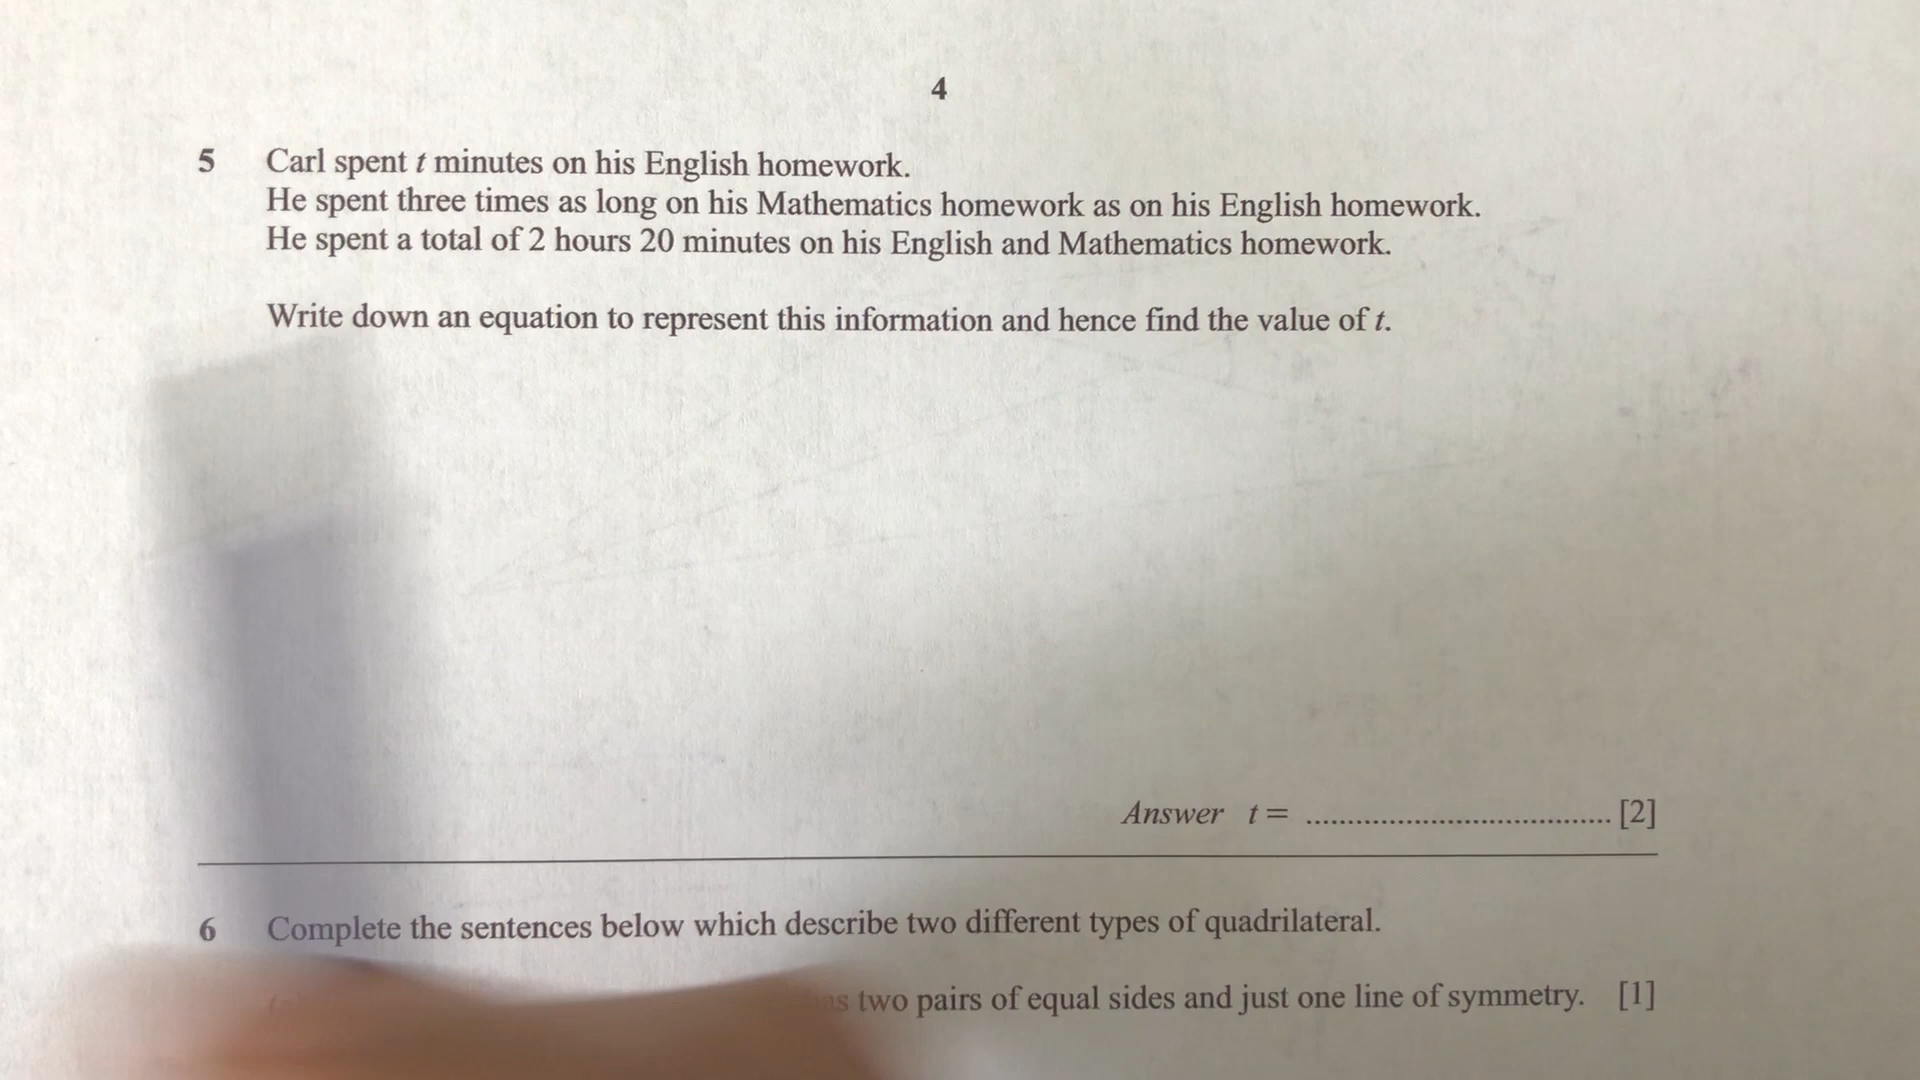 4
5 Carl spent t minutes on his English homework.
He spent three times as long on his Mathematics homework as on his English homework.
He spent a total of 2 hours 20 minutes on his English and Mathematics homework.
Write down an equation to represent this information and hence find the value of t.
Answer t = .................................... [2]
6 Complete the sentences below which describe two different types of quadrilateral.
two pairs of equal sides and just one line of symmetry. [1]